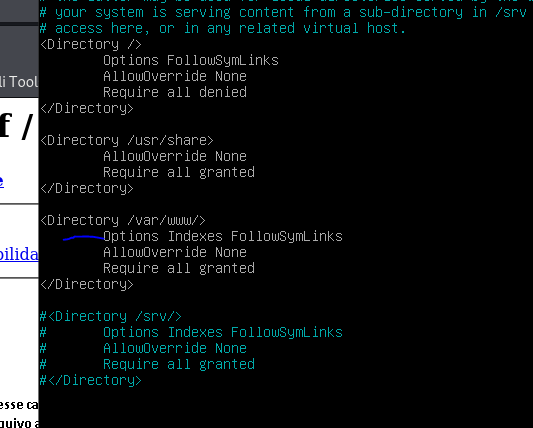 # your system is serving content from a sub-directory in /srv
# access here, or in any related virtual host.
<Directory />
Options FollowSymLinks
AllowOverride None
Require all denied
</Directory>
<Directory /usr/share>
AllowOverride None
Require all granted
</Directory>
<Directory /var/www/>
Options Indexes FollowSymLinks
AllowOverride None
Require all granted
</Directory>
#<Directory /srv/>
# Options Indexes FollowSymLinks
# AllowOverride None
# Require all granted
#</Directory>
li Tool
f /
e
bilida
esse ca
quivo a